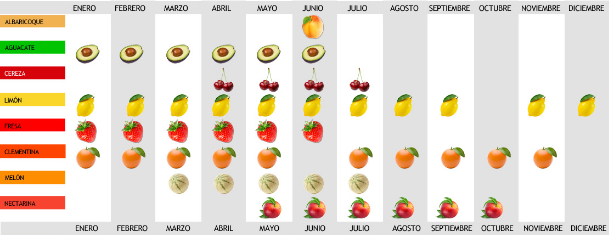 ENERO FEBRERO MARZO ABRIL MAYO JUNIO JULIO AGOSTO SEPTIEMBRE OCTUBRE NOVIEMBRE DICIEMBRE
ALBARICOQUE
AGUACATE
CEREZA
LIMÓN
FRESA
CLEMENTINA
MELÓN
NECTARINA
ENERO FEBRERO MARZO ABRIL MAYO JUNIO JULIO AGOSTO SEPTIEMBRE OCTUBRE NOVIEMBRE DICIEMBRE